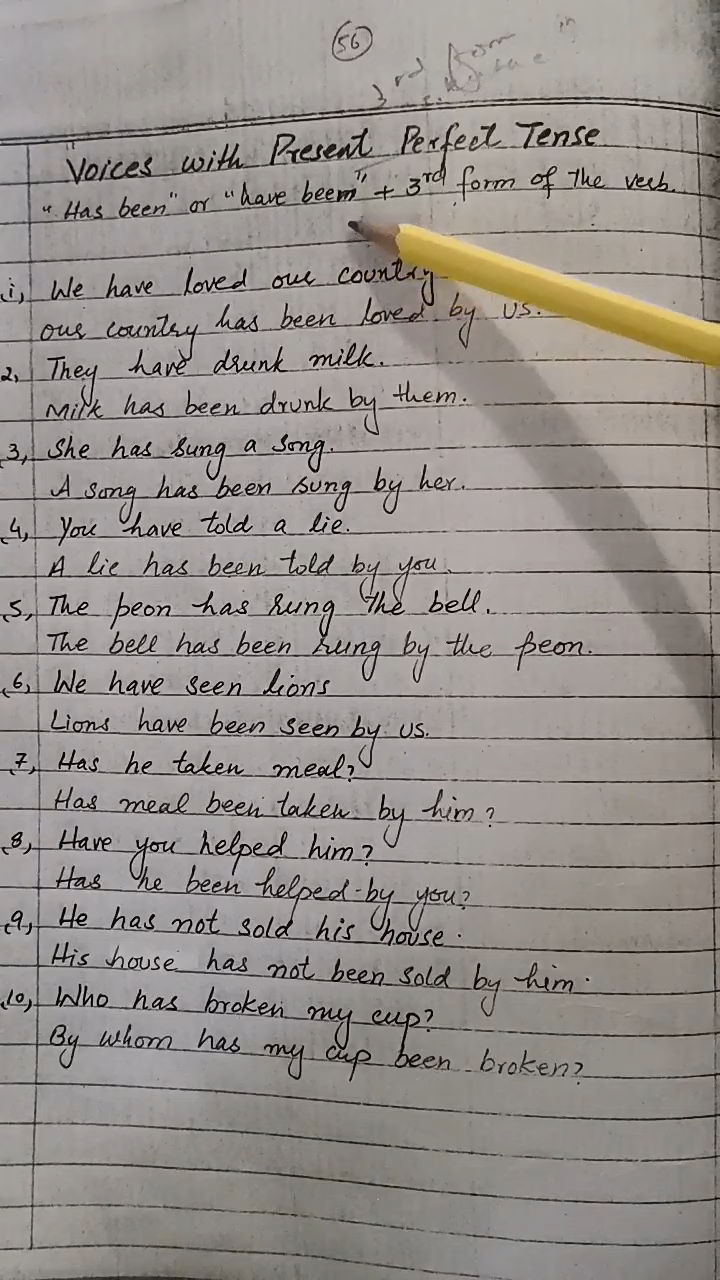 56
3rd form in
Voices with Present Perfect Tense
"Has been" or "have been" + 3rd form of the verb.
1, We have loved our country
our country has been loved by us.
2, They have drunk milk.
Milk has been drunk by them.
3, She has sung a song.
A song has been sung by her.
4, You have told a lie.
A lie has been told by you.
5, The peon has rung the bell.
The bell has been rung by the peon.
6, We have seen lions
Lions have been seen by us.
7, Has he taken meal?
Has meal been taken by him?
8, Have you helped him?
Has he been helped by you?
9, He has not sold his house.
His house has not been sold by him.
10, Who has broken my cup?
By whom has my cup been broken?